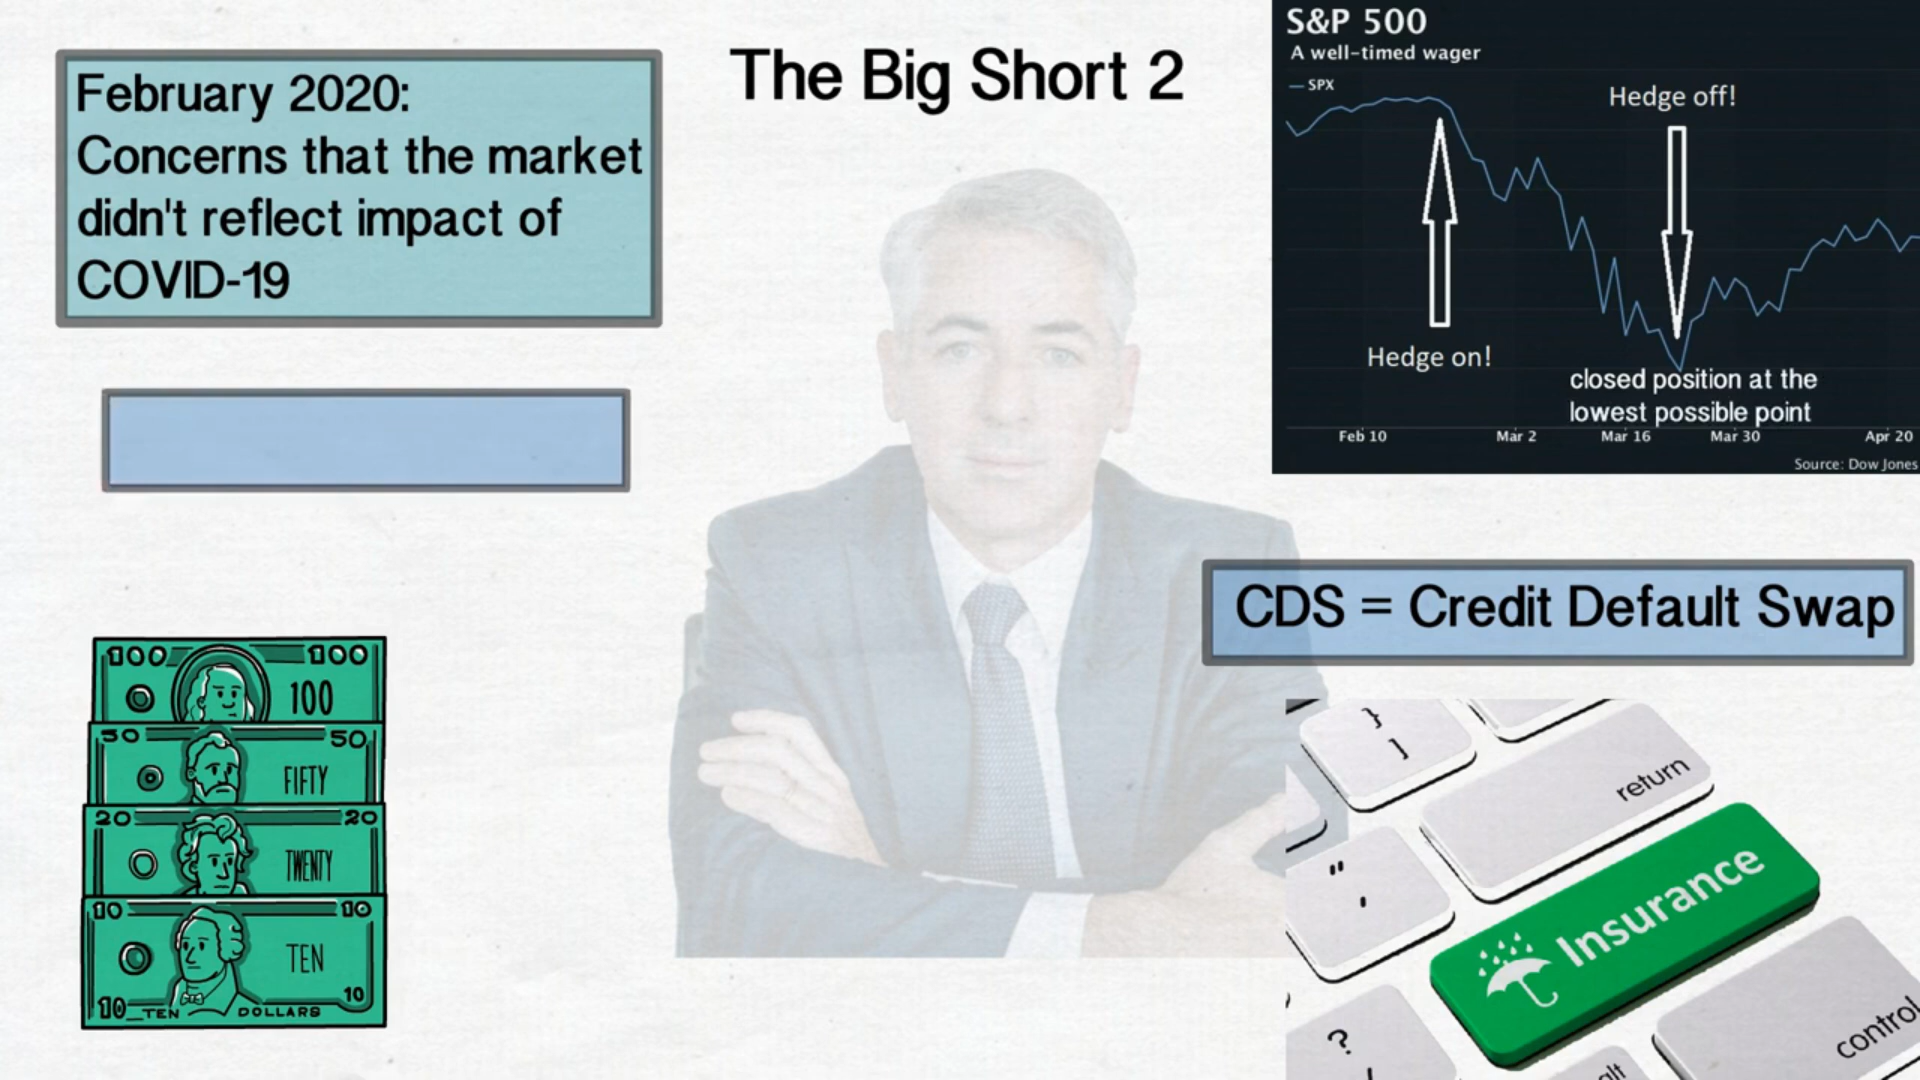 The Big Short 2
February 2020:
Concerns that the market
didn't reflect impact of
COVID-19
S&P 500
A well-timed wager
SPX
Hedge off!
Hedge on!
closed position at the
lowest possible point
Feb 10
Mar 2
Mar 16
Mar 30
Apr 20
Source: Dow Jones
CDS = Credit Default Swap
100 100
100
50 50
FIFTY
20 20
TWENTY
10 10
TEN
10
10 TEN DOLLARS
}
]
return
"
'
Insurance
?
control
alt